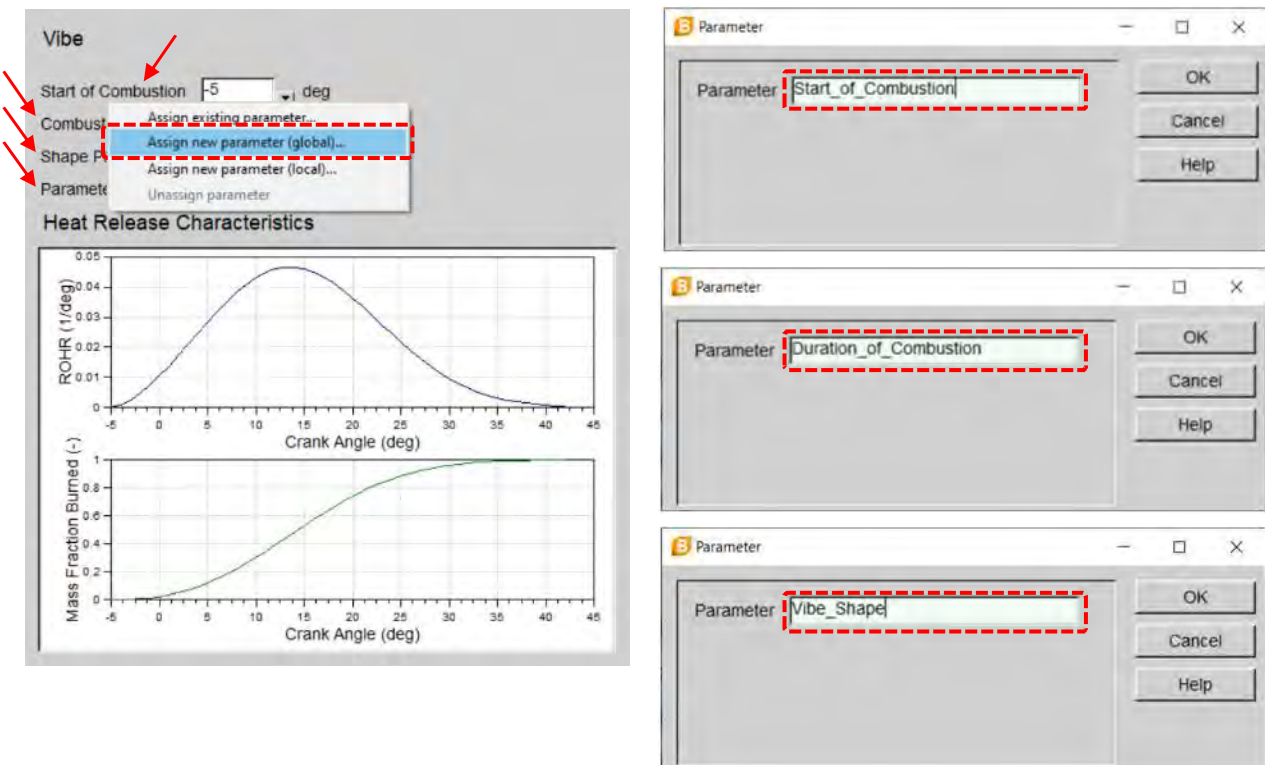 Vibe
Start of Combustion -5 deg
Combust
Assign existing parameter...
Assign new parameter (global)...
Shape P
Assign new parameter (local)...
Paramete
Unassign parameter
Heat Release Characteristics
ROHR (1/deg)
0.05
0.04
0.03
0.02
0.01
0
-5 0 5 10 15 20 25 30 35 40 45
Crank Angle (deg)
Mass Fraction Burned (-)
1
0.8
0.6
0.4
0.2
0
-5 0 5 10 15 20 25 30 35 40 45
Crank Angle (deg)
Parameter
Parameter Start_of_Combustion
OK
Cancel
Help
Parameter
Parameter Duration_of_Combustion
OK
Cancel
Help
Parameter
Parameter Vibe_Shape
OK
Cancel
Help